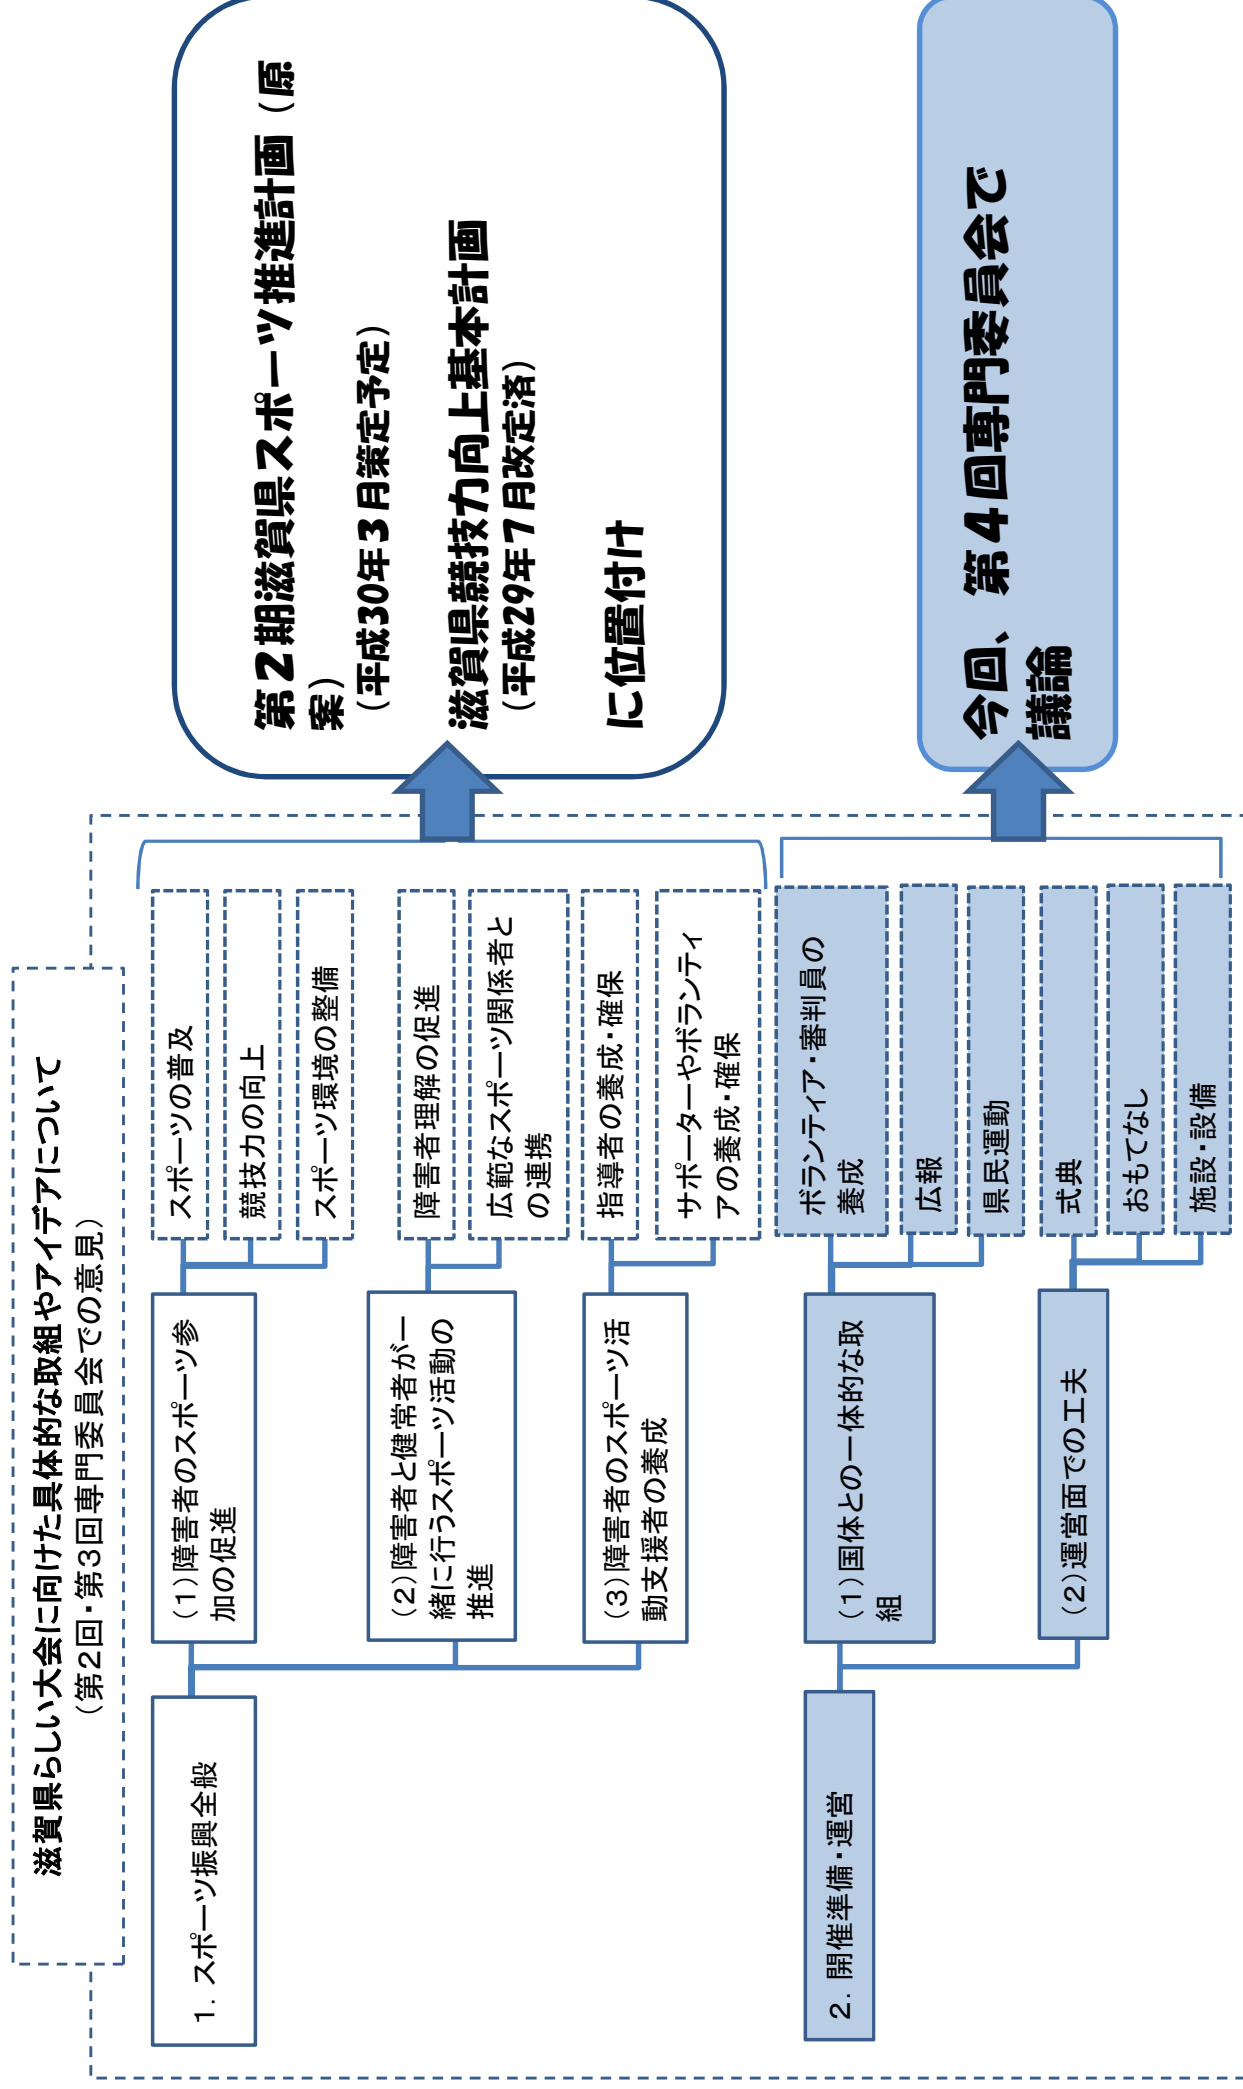 滋賀県らしい大会に向けた具体的な取組やアイデアについて
（第２回・第３回専門委員会での意見）
１．スポーツ振興全般
（１）障害者のスポーツ参
加の促進
スポーツの普及
競技力の向上
スポーツ環境の整備
（２）障害者と健常者が一
緒に行うスポーツ活動の
推進
障害者理解の促進
広範なスポーツ関係者と
の連携
（３）障害者のスポーツ活
動支援者の養成
指導者の養成・確保
サポーターやボランティ
アの養成・確保
第２期滋賀県スポーツ推進計画（原
案）
（平成30年３月策定予定）
滋賀県競技力向上基本計画
（平成29年７月改定済）
に位置付け
２．開催準備・運営
（１）国体との一体的な取
組
ボランティア・審判員の
養成
広報
県民運動
（２）運営面での工夫
式典
おもてなし
施設・設備
今回、第４回専門委員会で
議論